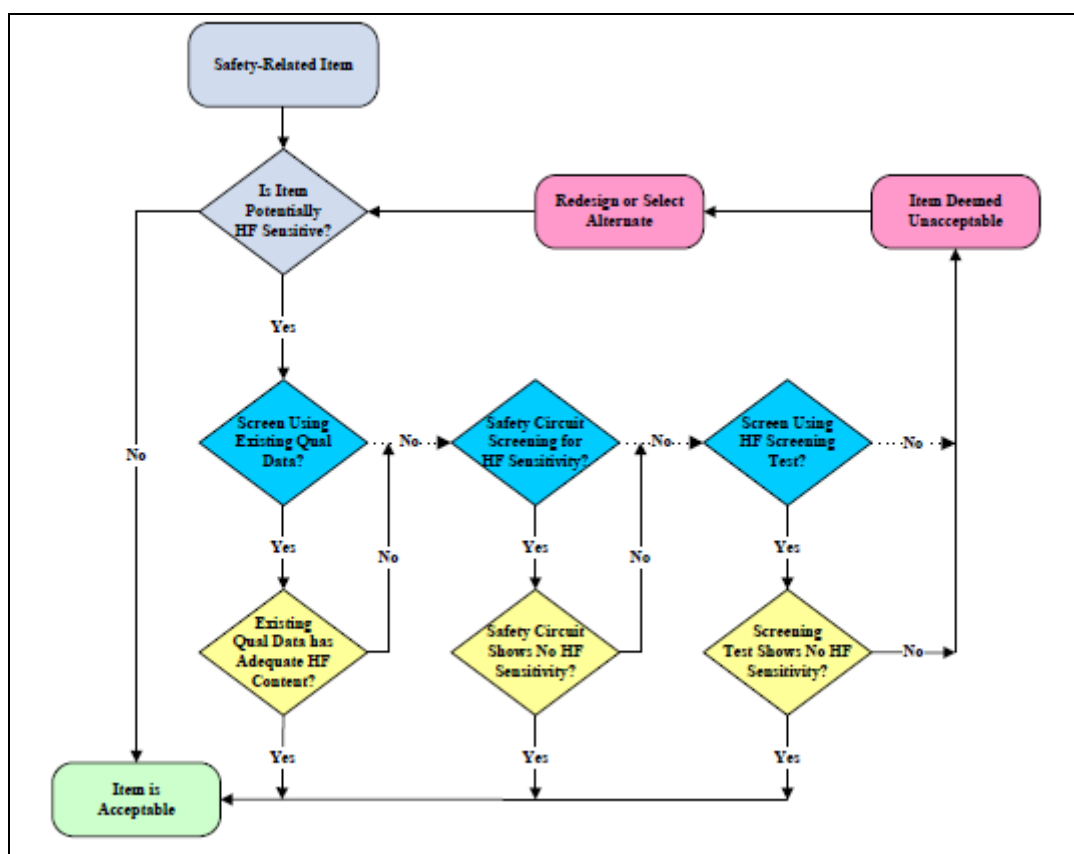 Safety-Related Item
Is Item
Potentially
HF Sensitive?
Redesign or Select
Alternate
Item Deemed
Unacceptable
Yes
No
Screen Using
Existing Qual
Data?
No
Safety Circuit
Screening for
HF Sensitivity?
No
Screen Using
HF Screening
Test?
No
Yes
No
Yes
No
Yes
Existing
Qual Data has
Adequate HF
Content?
Safety Circuit
Shows No HF
Sensitivity?
Screening
Test Shows No HF
Sensitivity?
No
Yes
Yes
Yes
Item is
Acceptable